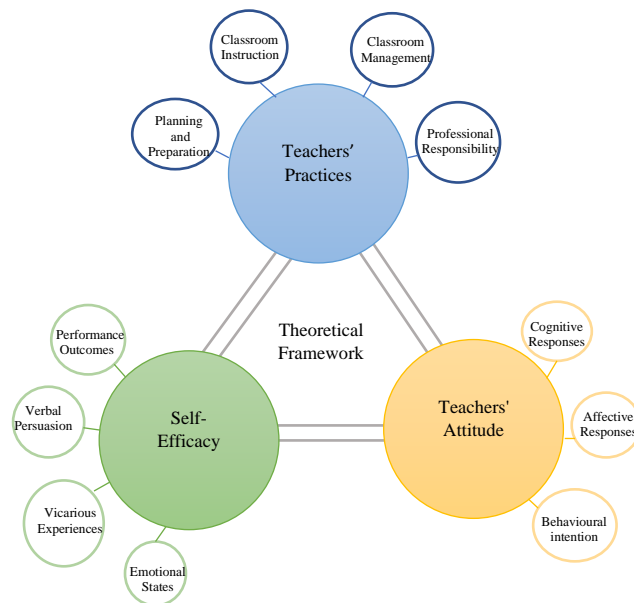 Classroom
Instruction
Classroom
Management
Planning
and
Preparation
Professional
Responsibility
Teachers'
Practices
Theoretical
Framework
Performance
Outcomes
Verbal
Persuasion
Vicarious
Experiences
Emotional
States
Self-
Efficacy
Teachers'
Attitude
Cognitive
Responses
Affective
Responses
Behavioural
intention